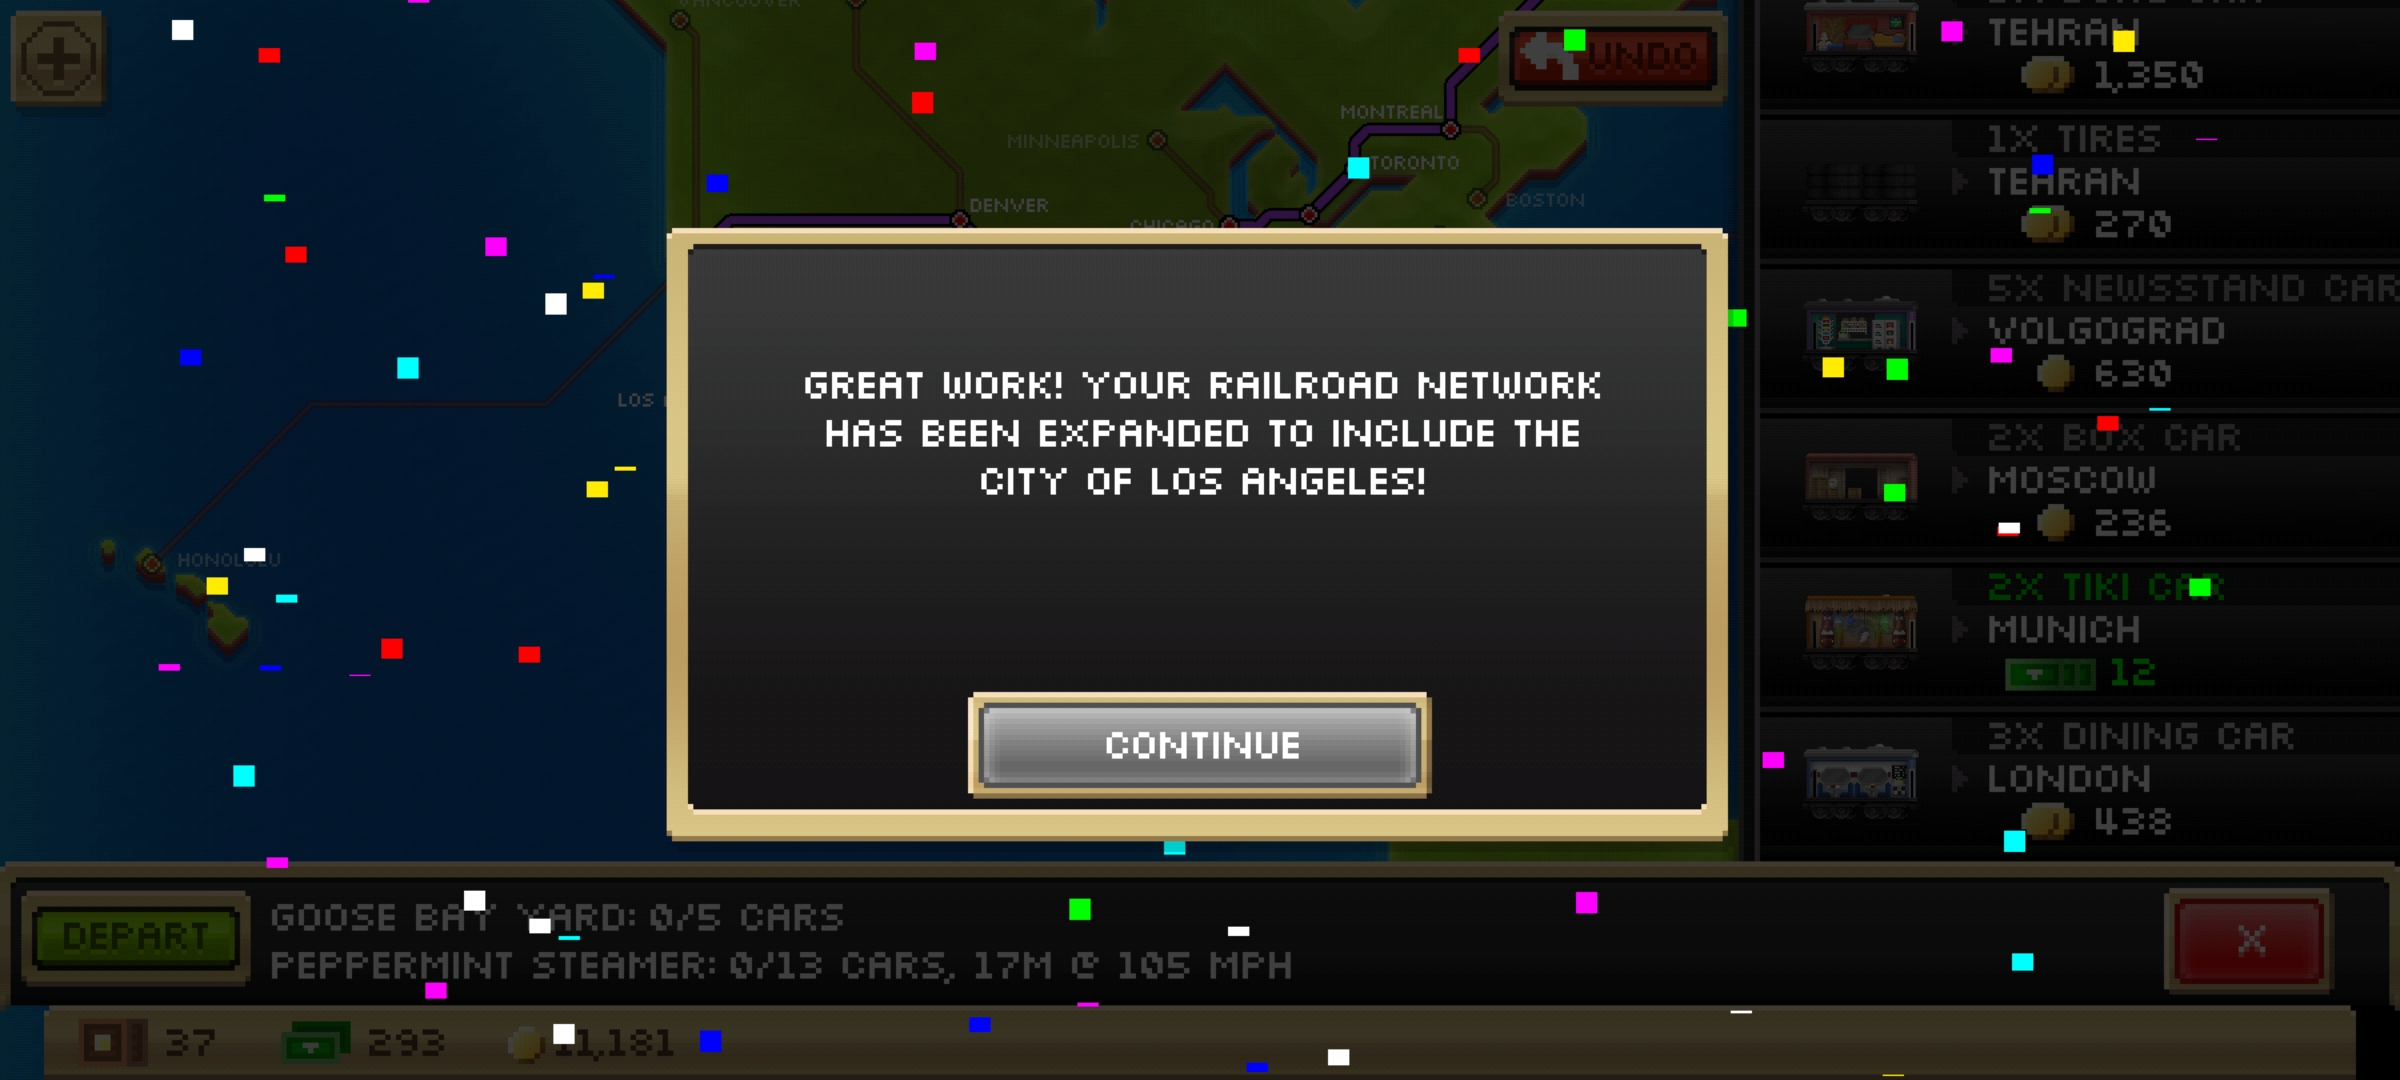 VANCOUVER
UNDO
MONTREAL
MINNEAPOLIS
TORONTO
DENVER
BOSTON
CHICAGO
LOS
HONOLULU
GREAT WORK! YOUR RAILROAD NETWORK
HAS BEEN EXPANDED TO INCLUDE THE
CITY OF LOS ANGELES!
CONTINUE
TEHRAN
1,350
1X TIRES
TEHRAN
270
5X NEWSSTAND CAR
VOLGOGRAD
630
2X BOX CAR
MOSCOW
236
2X TIKI CAR
MUNICH
12
3X DINING CAR
LONDON
438
DEPART
GOOSE BAY YARD: 0/5 CARS
PEPPERMINT STEAMER: 0/13 CARS, 17M @ 105 MPH
X
37
293
11,181